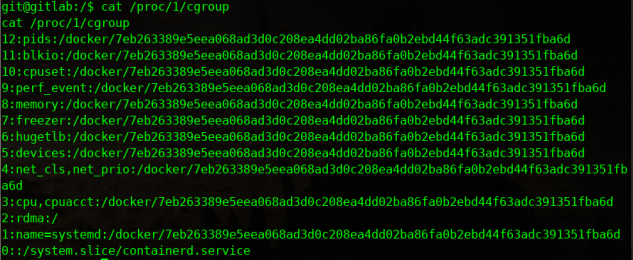 git@gitlab:/$ cat /proc/1/cgroup
cat /proc/1/cgroup
12:pids:/docker/7eb263389e5eea068ad3d0c208ea4dd02ba86fa0b2ebd44f63adc391351fba6d
11:blkio:/docker/7eb263389e5eea068ad3d0c208ea4dd02ba86fa0b2ebd44f63adc391351fba6d
10:cpuset:/docker/7eb263389e5eea068ad3d0c208ea4dd02ba86fa0b2ebd44f63adc391351fba6d
9:perf_event:/docker/7eb263389e5eea068ad3d0c208ea4dd02ba86fa0b2ebd44f63adc391351fba6d
8:memory:/docker/7eb263389e5eea068ad3d0c208ea4dd02ba86fa0b2ebd44f63adc391351fba6d
7:freezer:/docker/7eb263389e5eea068ad3d0c208ea4dd02ba86fa0b2ebd44f63adc391351fba6d
6:hugetlb:/docker/7eb263389e5eea068ad3d0c208ea4dd02ba86fa0b2ebd44f63adc391351fba6d
5:devices:/docker/7eb263389e5eea068ad3d0c208ea4dd02ba86fa0b2ebd44f63adc391351fba6d
4:net_cls,net_prio:/docker/7eb263389e5eea068ad3d0c208ea4dd02ba86fa0b2ebd44f63adc391351fb
a6d
3:cpu,cpuacct:/docker/7eb263389e5eea068ad3d0c208ea4dd02ba86fa0b2ebd44f63adc391351fba6d
2:rdma:/
1:name=systemd:/docker/7eb263389e5eea068ad3d0c208ea4dd02ba86fa0b2ebd44f63adc391351fba6d
0::/system.slice/containerd.service